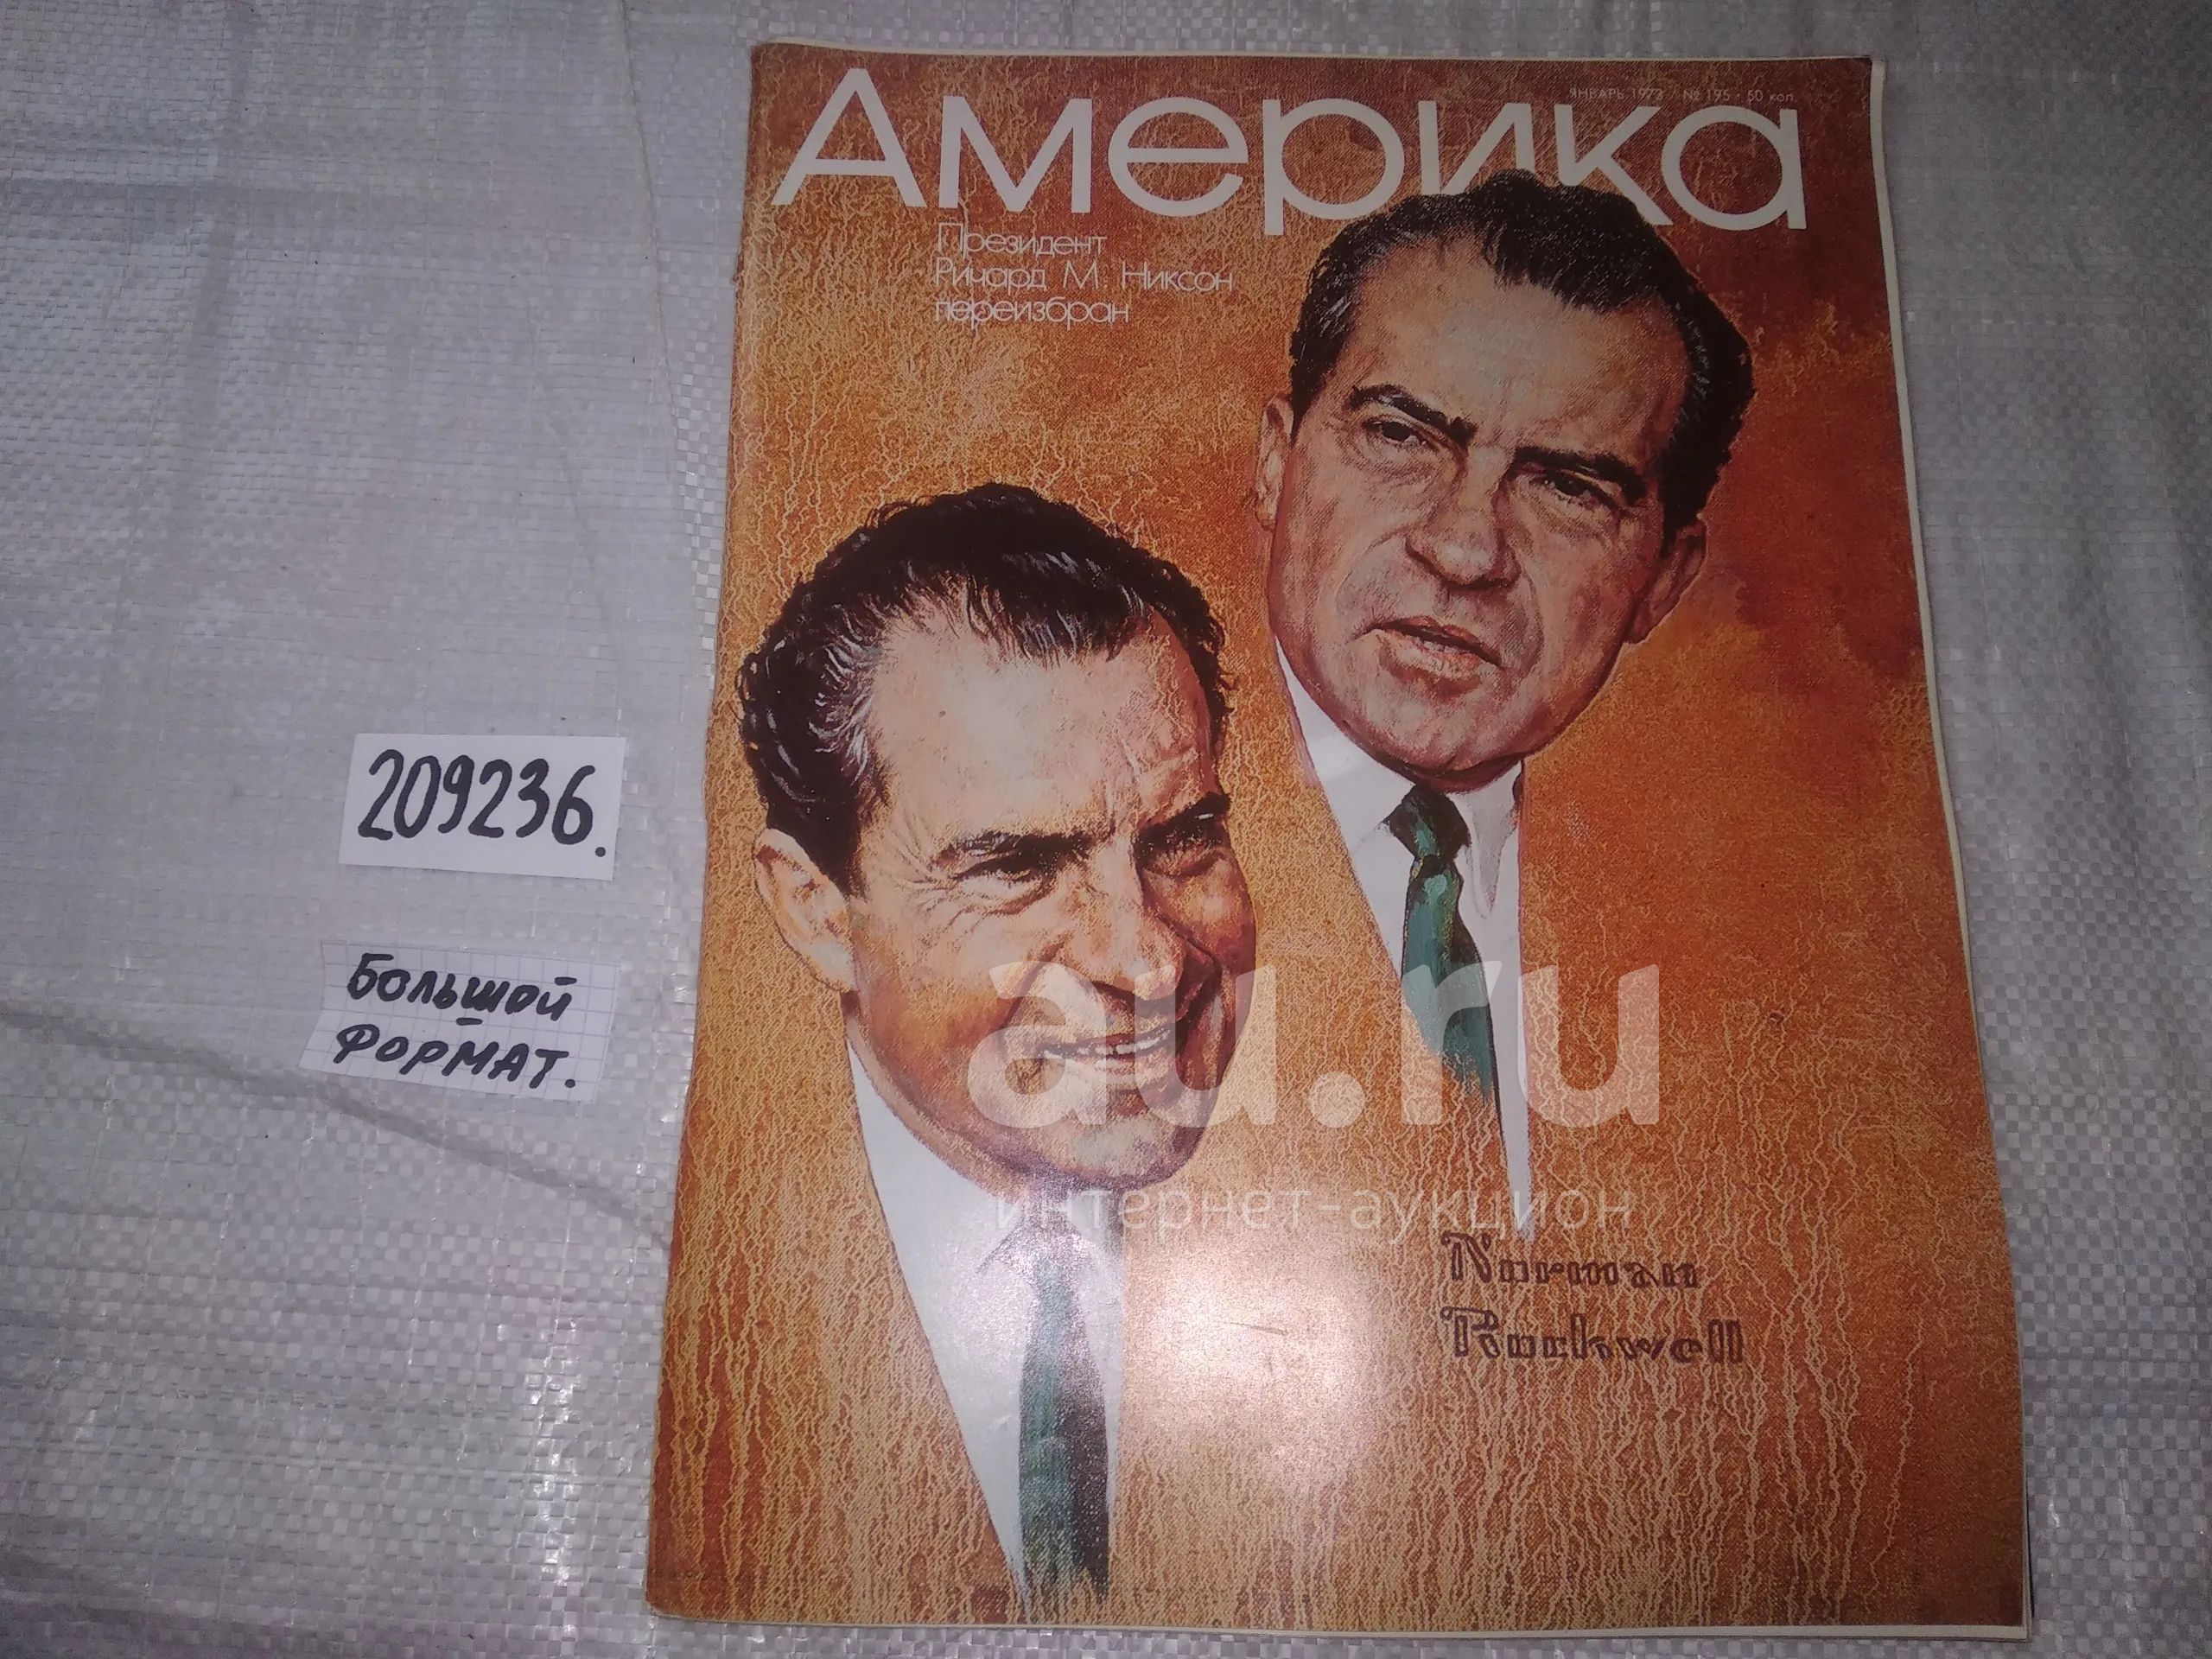 Америка
ЯНВАРЬ 1973 № 195 • 50 коп.
Президент
Ричард М. Никсон
переизбран
209236.
Большой
формат.
au.ru
интернет-аукцион
Norman
Rockwell